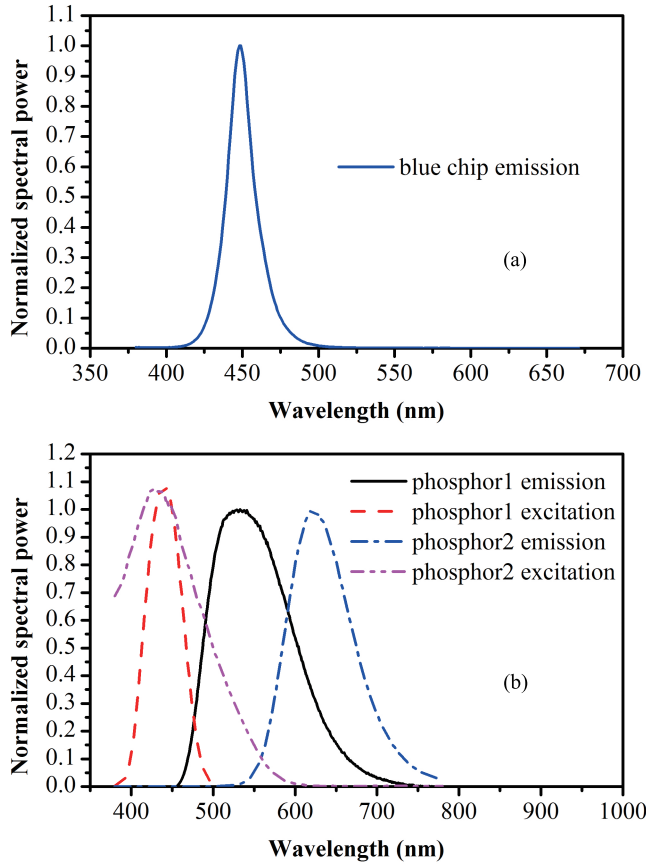 1.1
1.0
0.9
0.8
0.7
0.6
0.5
0.4
0.3
0.2
0.1
0.0
Normalized spectral power
blue chip emission
(a)
350 400 450 500 550 600 650 700
Wavelength (nm)
1.2
1.1
1.0
0.9
0.8
0.7
0.6
0.5
0.4
0.3
0.2
0.1
0.0
Normalized spectral power
phosphor1 emission
phosphor1 excitation
phosphor2 emission
phosphor2 excitation
(b)
400 500 600 700 800 900 1000
Wavelength (nm)